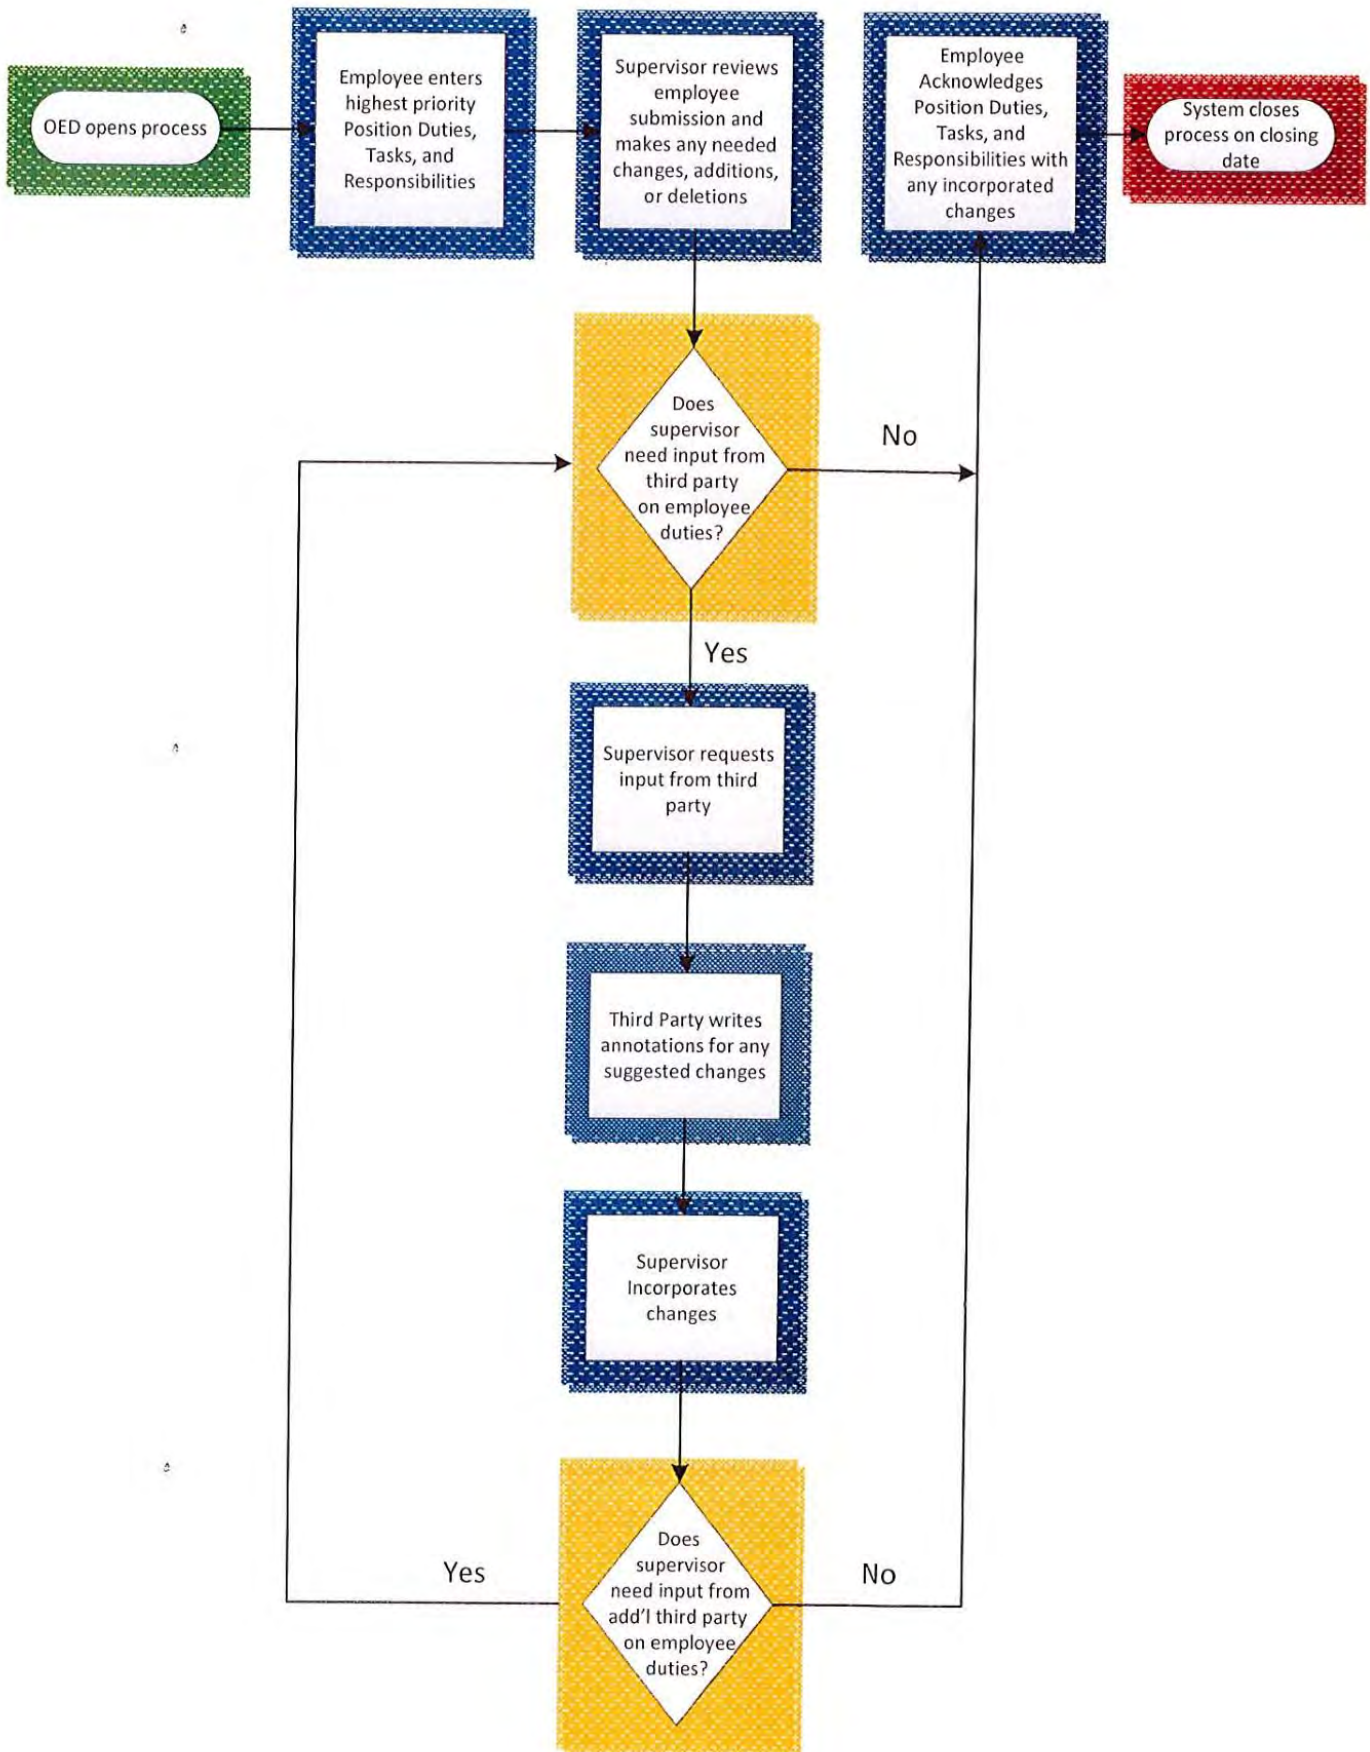 OED opens process
Employee enters
highest priority
Position Duties,
Tasks, and
Responsibilities
Supervisor reviews
employee
submission and
makes any needed
changes, additions,
or deletions
Employee
Acknowledges
Position Duties,
Tasks, and
Responsibilities with
any incorporated
changes
System closes
process on closing
date
Does
supervisor
need input from
third party
on employee
duties?
No
Yes
Supervisor requests
input from third
party
Third Party writes
annotations for any
suggested changes
Supervisor
Incorporates
changes
Does
supervisor
need input from
add'l third party
on employee
duties?
Yes
No